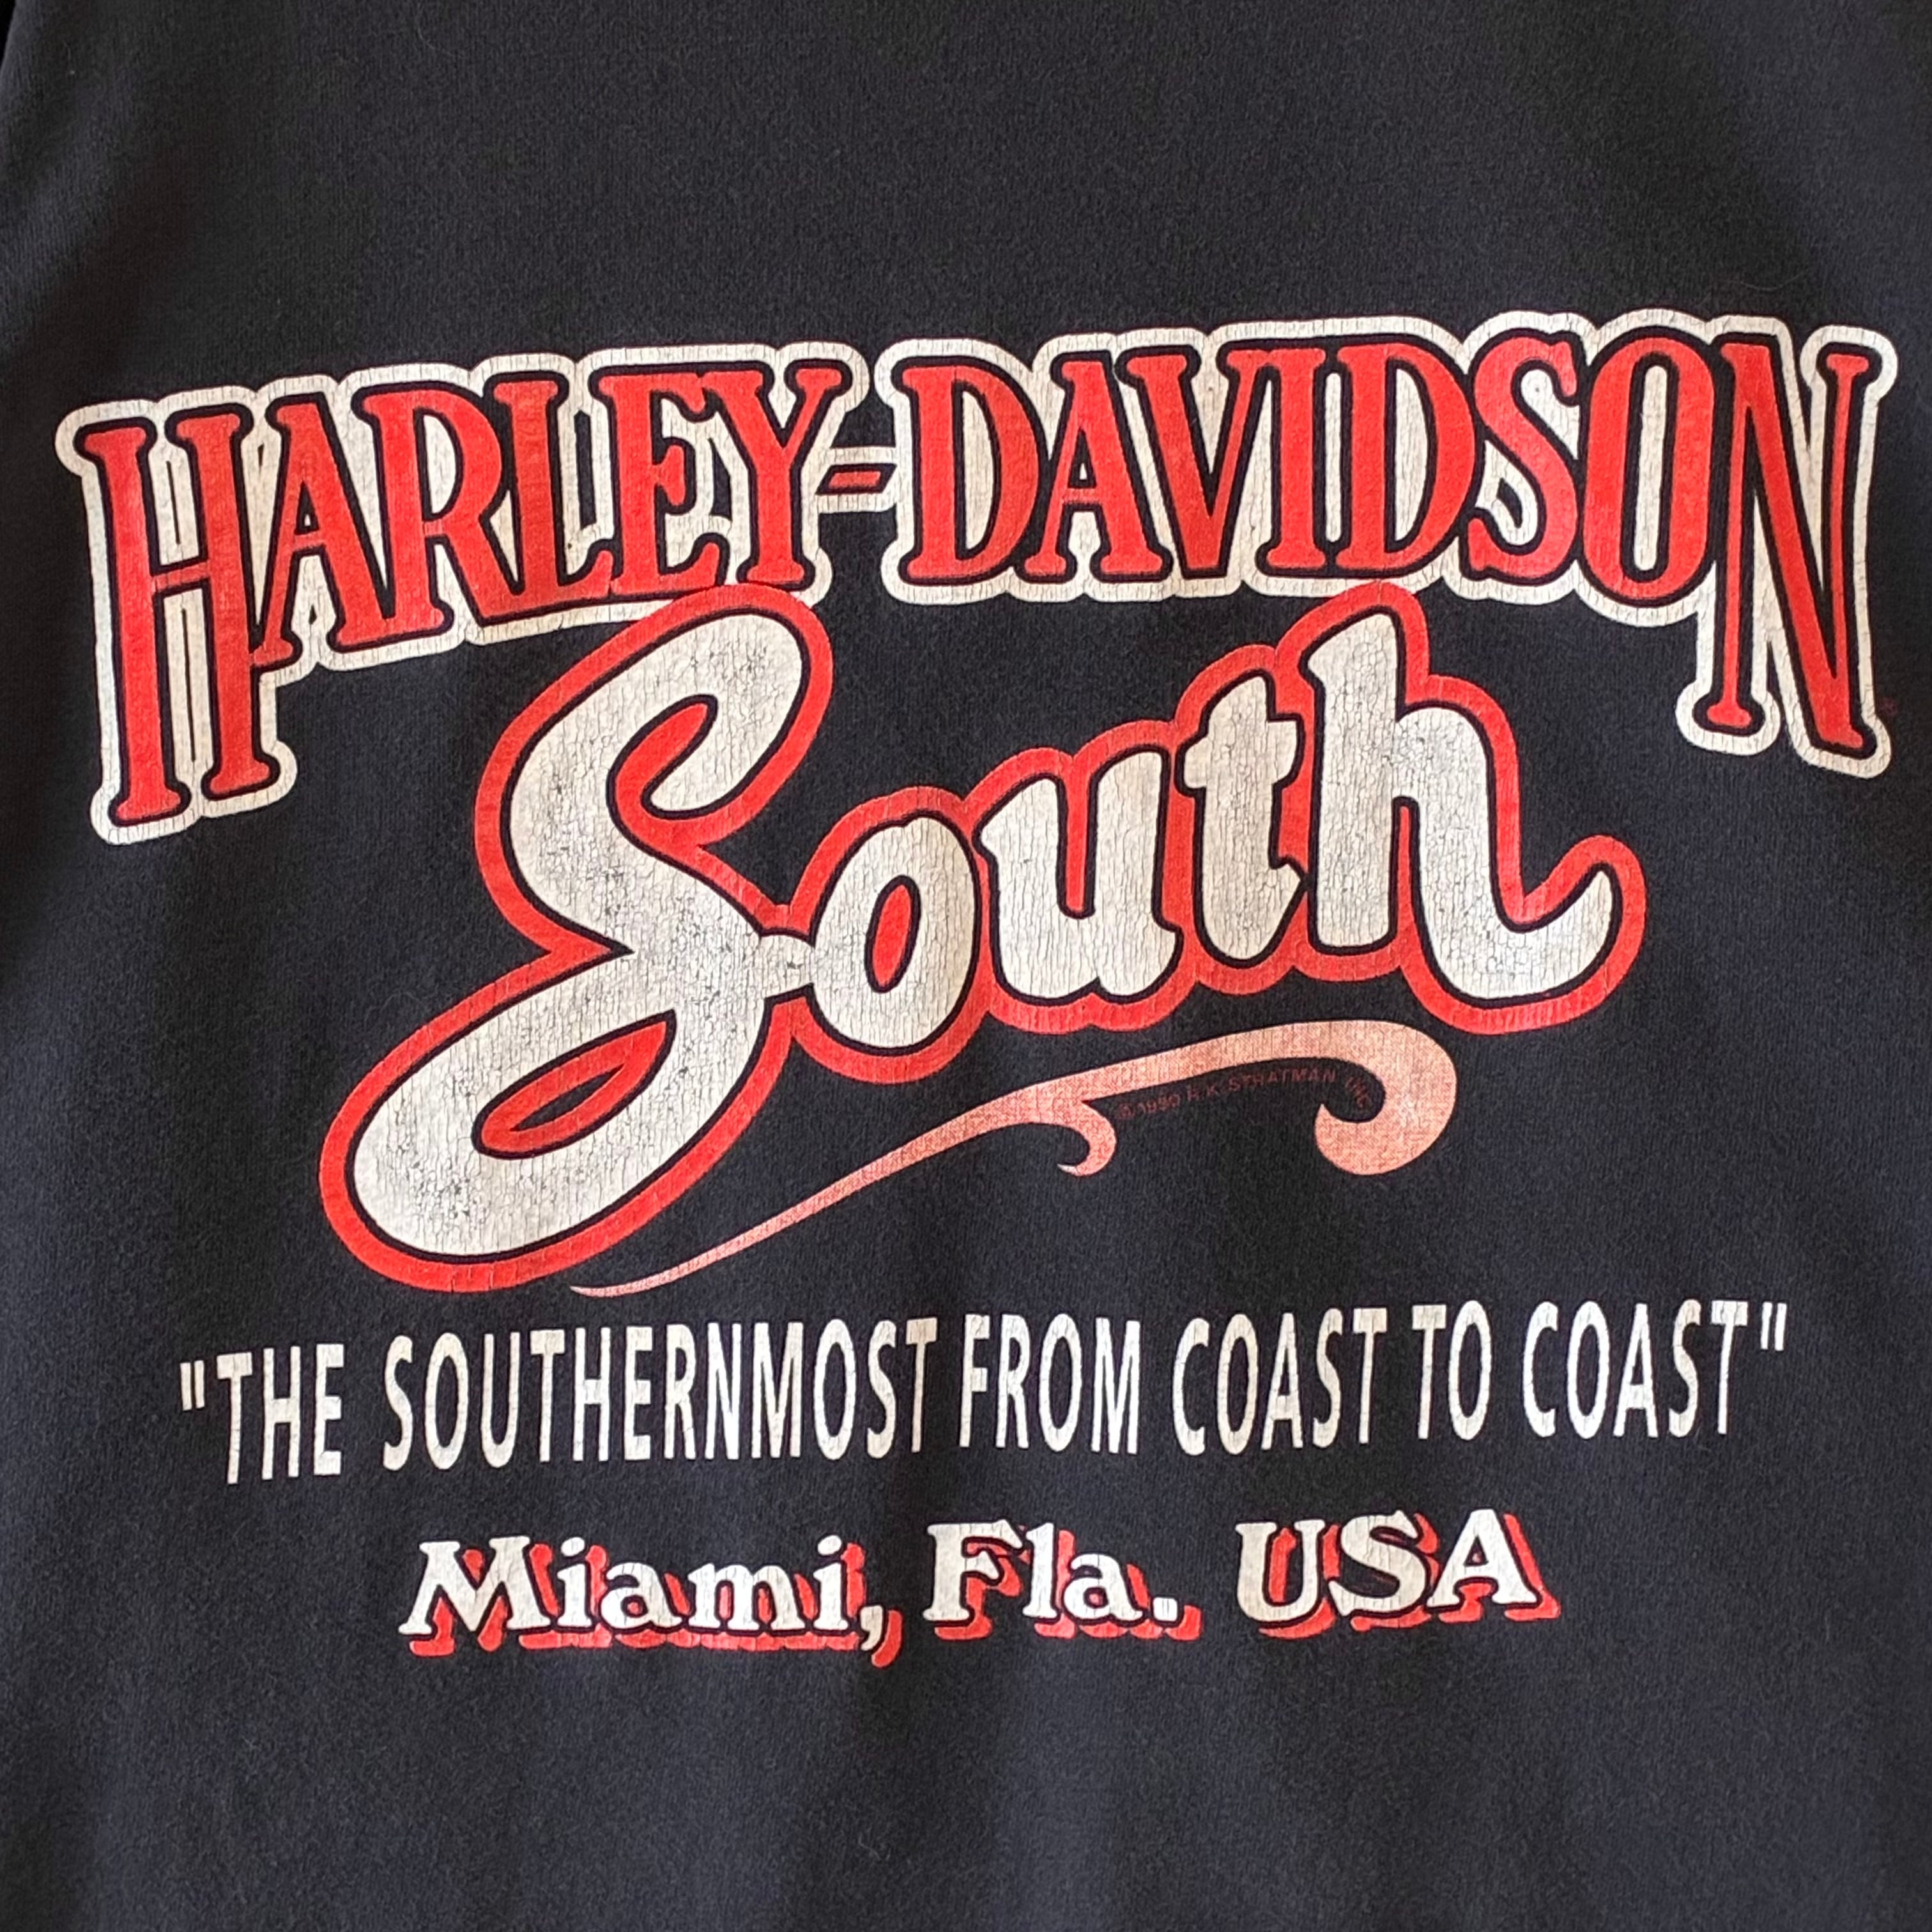 HARLEY-DAVIDSON
South
"THE SOUTHERNMOST FROM COAST TO COAST"
Miami, Fla. USA